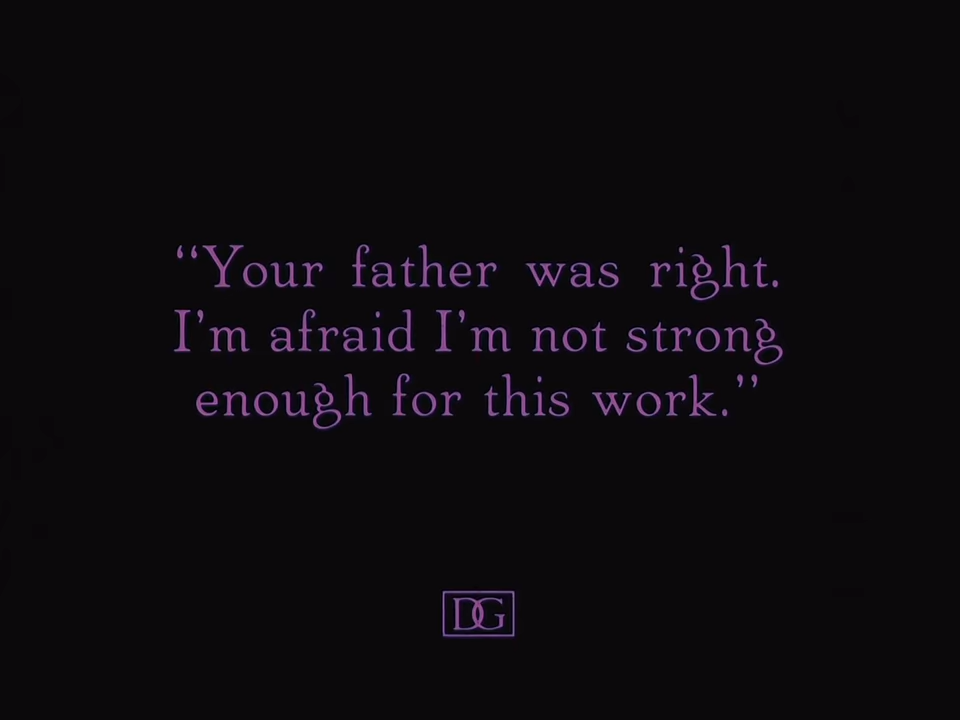 “Your father was right.
I’m afraid I’m not strong
enough for this work.”
DG